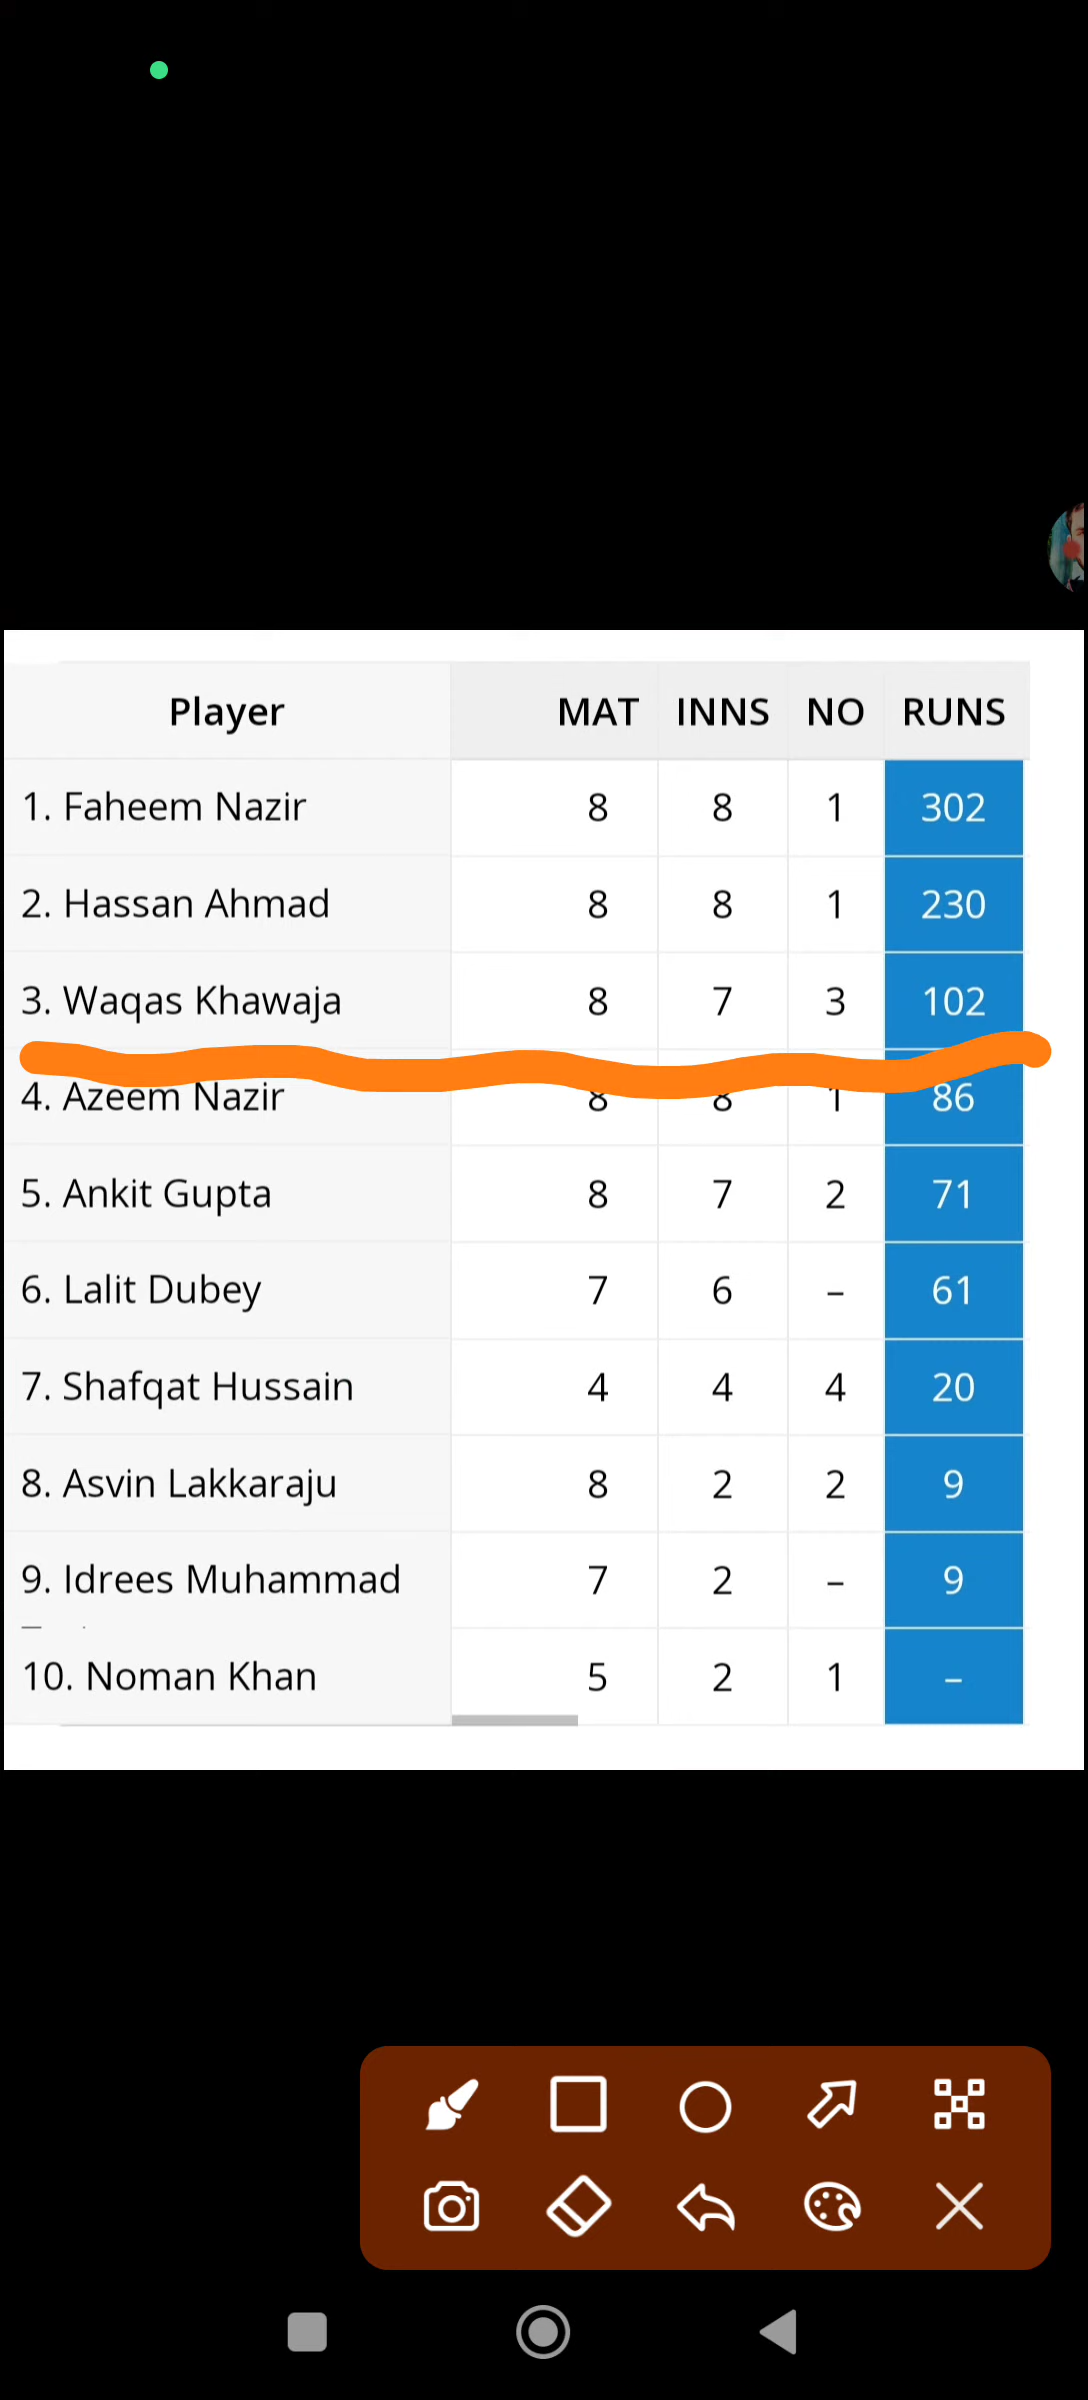 Player MAT INNS NO RUNS
1. Faheem Nazir 8 8 1 302
2. Hassan Ahmad 8 8 1 230
3. Waqas Khawaja 8 7 3 102
4. Azeem Nazir 8 8 1 86
5. Ankit Gupta 8 7 2 71
6. Lalit Dubey 7 6 – 61
7. Shafqat Hussain 4 4 4 20
8. Asvin Lakkaraju 8 2 2 9
9. Idrees Muhammad 7 2 – 9
10. Noman Khan 5 2 1 –